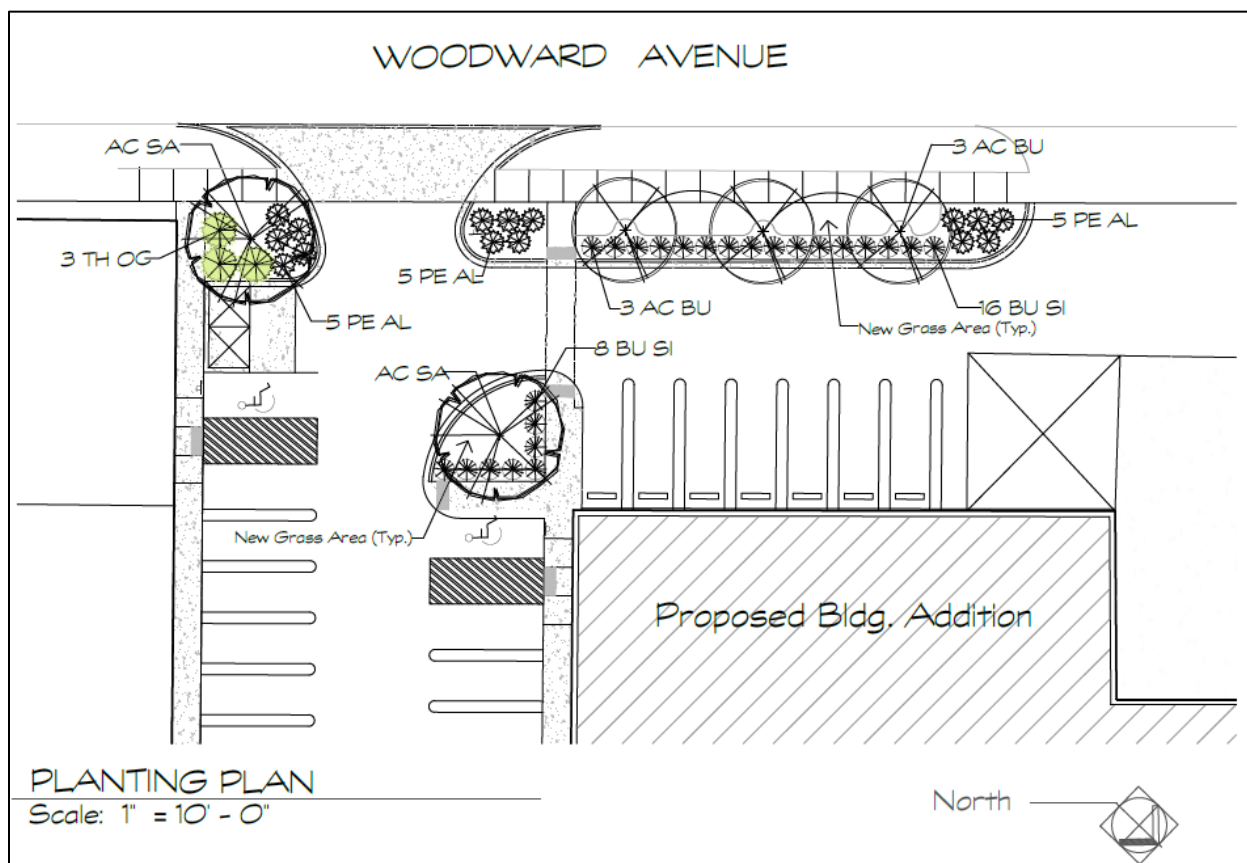 WOODWARD AVENUE
AC SA
3 AC BU
3 TH OG
5 PE AL
5 PE AL
5 PE AL
3 AC BU
16 BU SI
New Grass Area (Typ.)
8 BU SI
AC SA
New Grass Area (Typ.)
Proposed Bldg. Addition
PLANTING PLAN
Scale: 1" = 10' - 0"
North